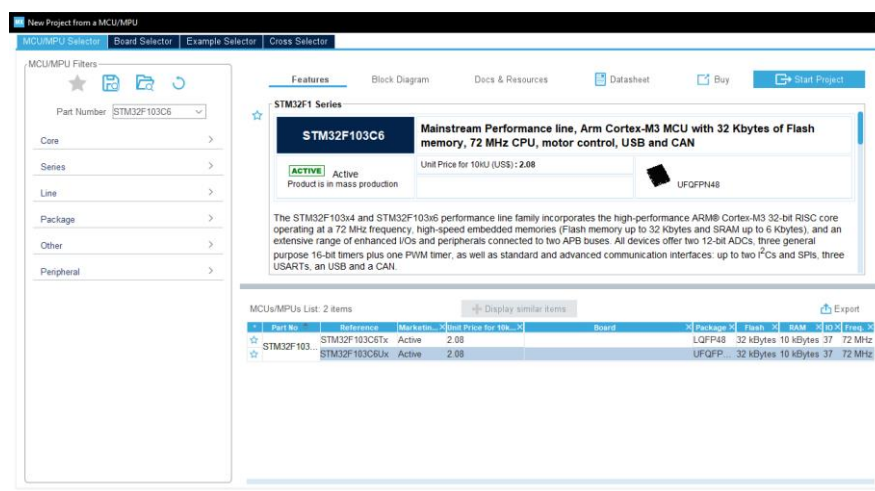 New Project from a MCU/MPU
MCU/MPU Selector Board Selector Example Selector Cross Selector
MCU/MPU Filters
Part Number STM32F103C6
Core
Series
Line
Package
Other
Peripheral
Features Block Diagram Docs & Resources Datasheet Buy Start Project
STM32F1 Series
STM32F103C6
Mainstream Performance line, Arm Cortex-M3 MCU with 32 Kbytes of Flash
memory, 72 MHz CPU, motor control, USB and CAN
ACTIVE Active
Product is in mass production
Unit Price for 10kU (US$) : 2.08
UFQFPN48
The STM32F103x4 and STM32F103x6 performance line family incorporates the high-performance ARM® Cortex-M3 32-bit RISC core
operating at a 72 MHz frequency, high-speed embedded memories (Flash memory up to 32 Kbytes and SRAM up to 6 Kbytes), and an
extensive range of enhanced I/Os and peripherals connected to two APB buses. All devices offer two 12-bit ADCs, three general
purpose 16-bit timers plus one PWM timer, as well as standard and advanced communication interfaces: up to two I²Cs and SPIs, three
USARTs, an USB and a CAN.
MCUs/MPUs List: 2 items
Display similar items
Export
* Part No Reference Marketin... X Unit Price for 10k... X Board X Package X Flash X RAM X IO X Freq. X
STM32F103...
STM32F103C6Tx Active 2.08 LQFP48 32 kBytes 10 kBytes 37 72 MHz
STM32F103C6Ux Active 2.08 UFQFP... 32 kBytes 10 kBytes 37 72 MHz